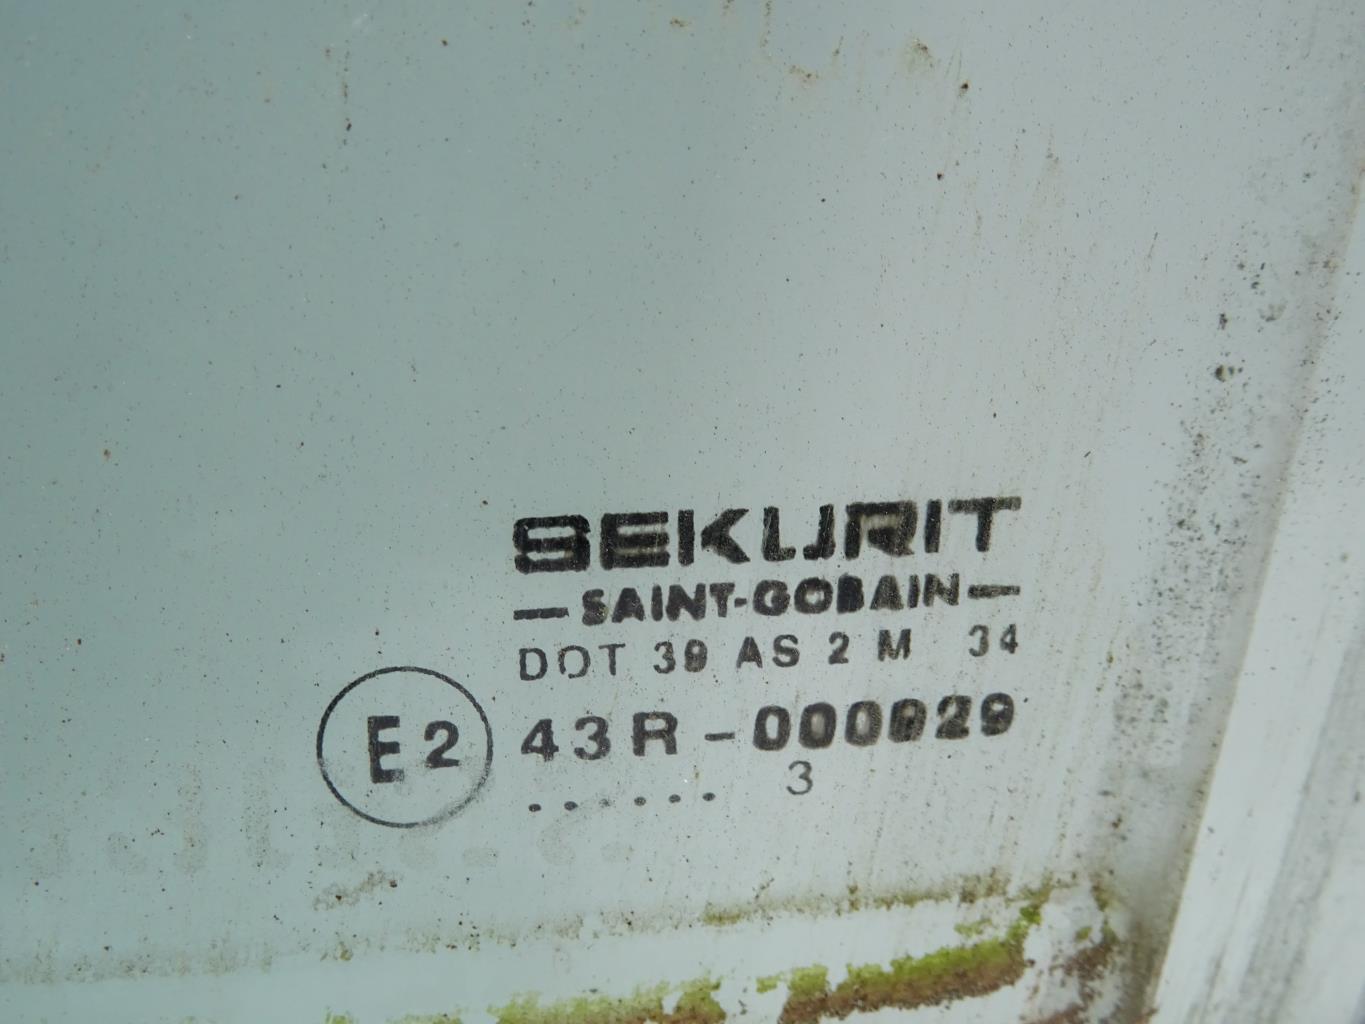 SEKURIT
— SAINT-GOBAIN —
DOT 39 AS 2 M 34
E2 43R-000029
...... 3